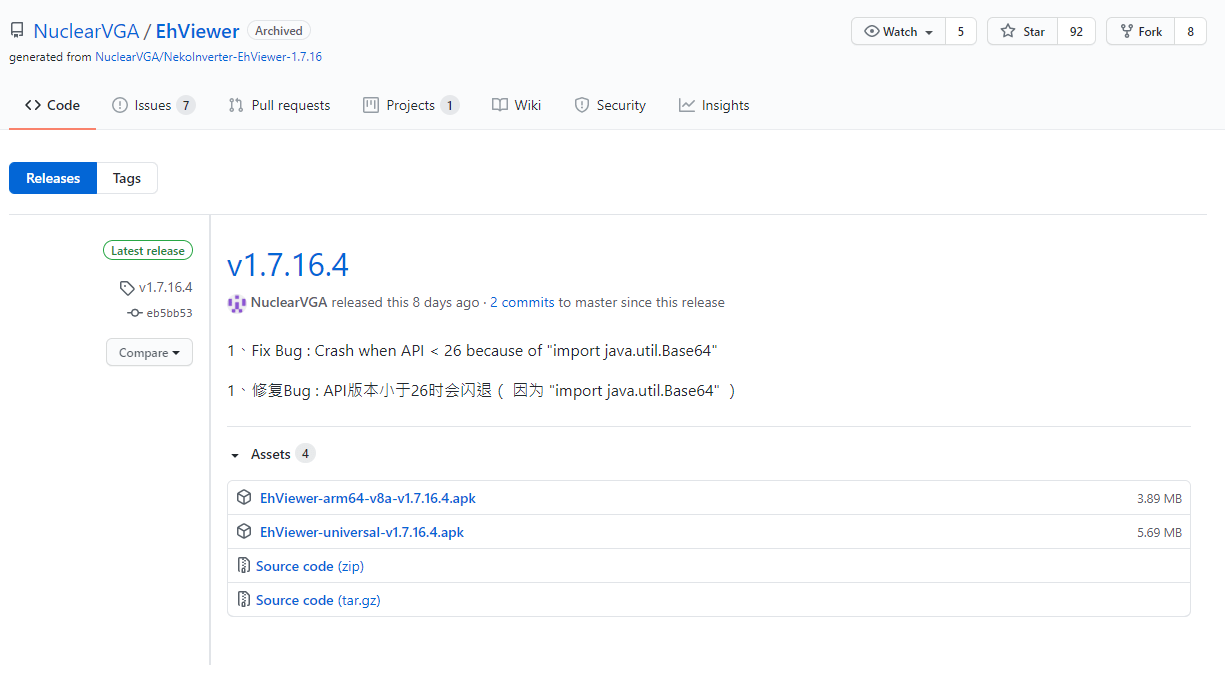 NuclearVGA / EhViewer Archived Watch 5 Star 92 Fork 8
generated from NuclearVGA/NekoInverter-EhViewer-1.7.16
Code Issues 7 Pull requests Projects 1 Wiki Security Insights
Releases Tags
Latest release
v1.7.16.4
eb5bb53
Compare
v1.7.16.4
NuclearVGA released this 8 days ago · 2 commits to master since this release
1、Fix Bug : Crash when API < 26 because of "import java.util.Base64"
1、修复Bug : API版本小于26时会闪退（ 因为 "import java.util.Base64" ）
Assets 4
EhViewer-arm64-v8a-v1.7.16.4.apk 3.89 MB
EhViewer-universal-v1.7.16.4.apk 5.69 MB
Source code (zip)
Source code (tar.gz)